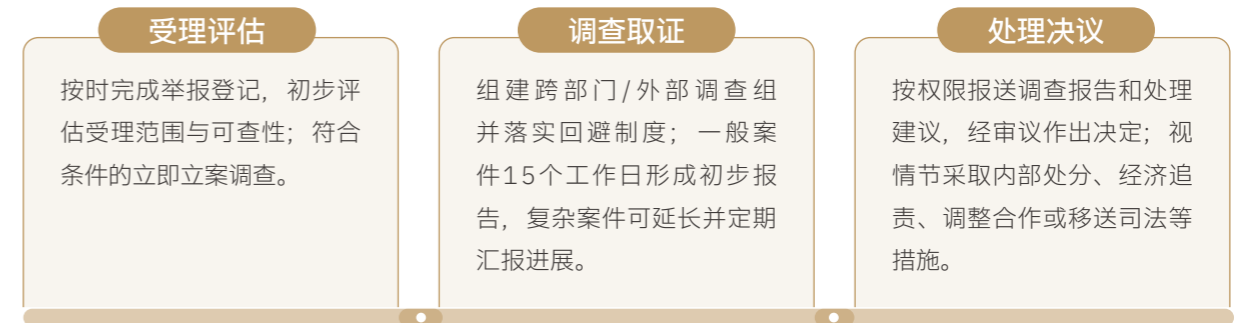 受理评估
按时完成举报登记，初步评
估受理范围与可查性；符合
条件的立即立案调查。
调查取证
组建跨部门/外部调查组
并落实回避制度；一般案
件15个工作日形成初步报
告，复杂案件可延长并定期
汇报进展。
处理决议
按权限报送调查报告和处理
建议，经审议作出决定；视
情节采取内部处分、经济追
责、调整合作或移送司法等
措施。